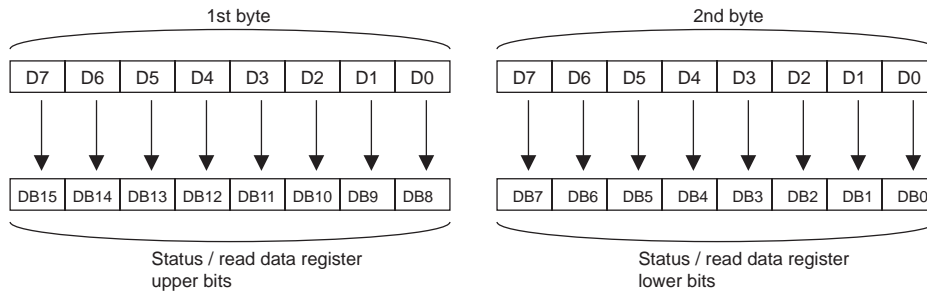 1st byte 2nd byte
D7 D6 D5 D4 D3 D2 D1 D0 D7 D6 D5 D4 D3 D2 D1 D0
DB15 DB14 DB13 DB12 DB11 DB10 DB9 DB8 DB7 DB6 DB5 DB4 DB3 DB2 DB1 DB0
Status / read data register
upper bits
Status / read data register
lower bits